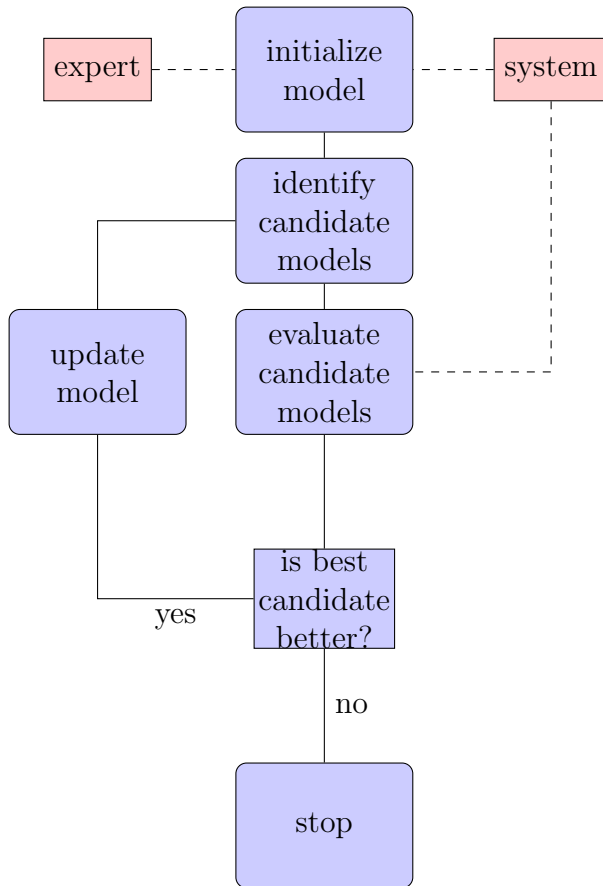 expert
initialize
model
system
identify
candidate
models
update
model
evaluate
candidate
models
is best
candidate
better?
yes
no
stop